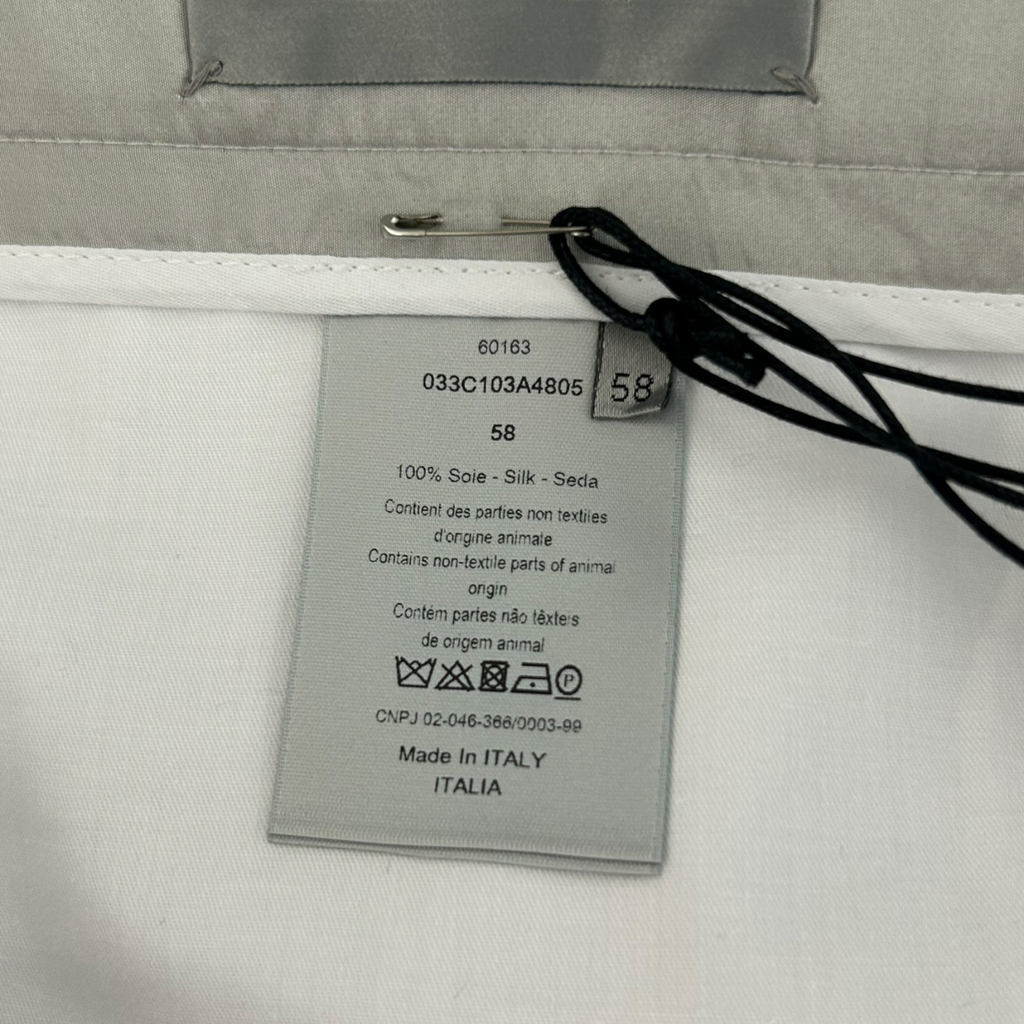 60163
033C103A4805
58
58
100% Soie - Silk - Seda
Contient des parties non textiles
d'origine animale
Contains non-textile parts of animal
origin
Contém partes não têxteis
de origem animal
P
CNPJ 02-046-366/0003-99
Made In ITALY
ITALIA